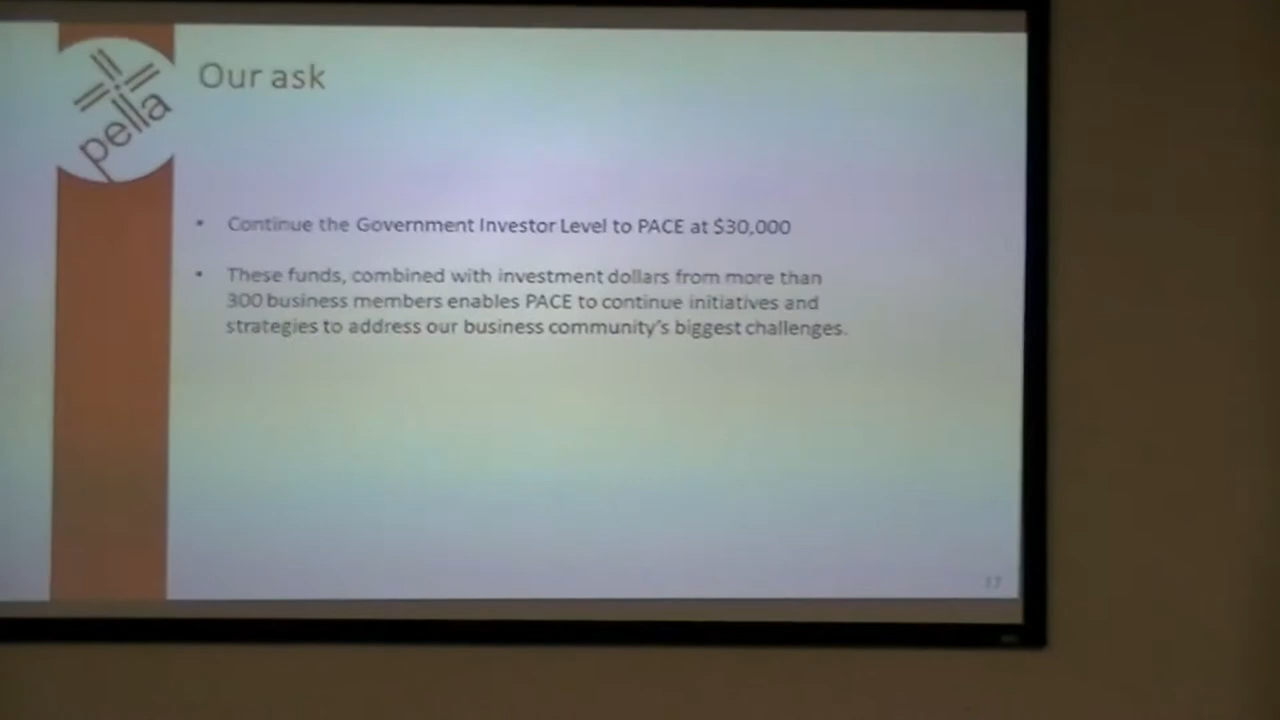 pella
Our ask
• Continue the Government Investor Level to PACE at $30,000
• These funds, combined with investment dollars from more than
300 business members enables PACE to continue initiatives and
strategies to address our business community's biggest challenges.
17